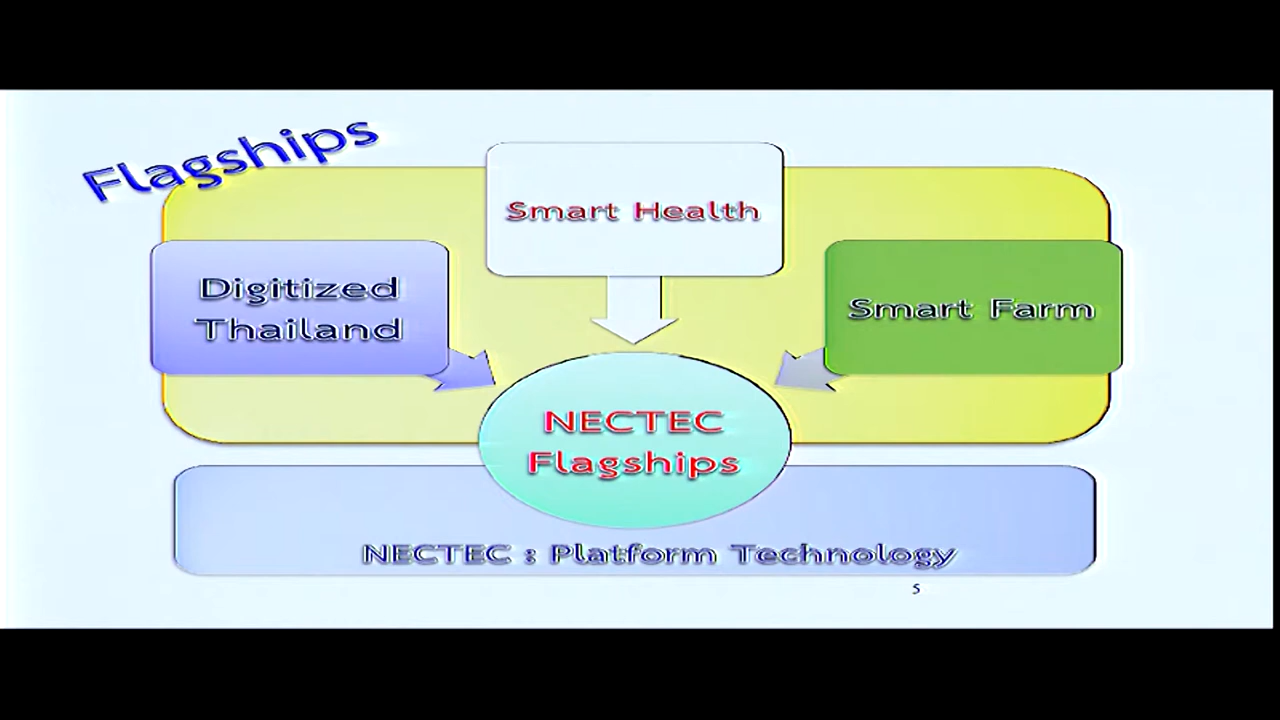 Flagships
Smart Health
Digitized
Thailand
Smart Farm
NECTEC
Flagships
NECTEC : Platform Technology
5